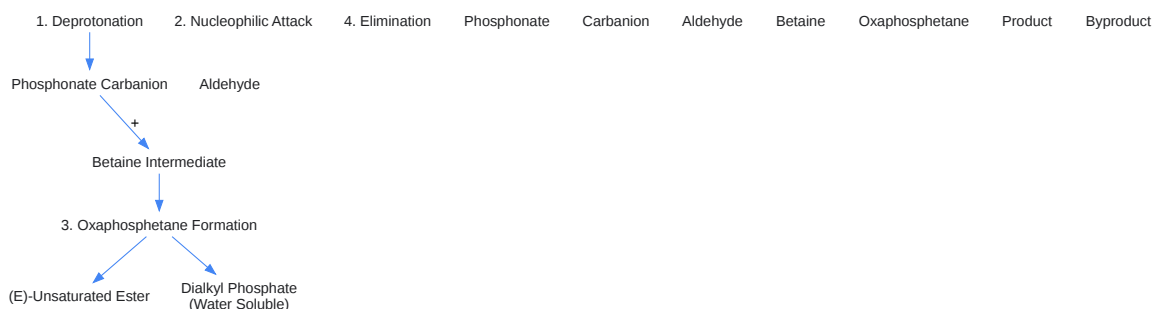 1. Deprotonation
2. Nucleophilic Attack
4. Elimination
Phosphonate
Carbanion
Aldehyde
Betaine
Oxaphosphetane
Product
Byproduct
Phosphonate Carbanion
Aldehyde
+
Betaine Intermediate
3. Oxaphosphetane Formation
(E)-Unsaturated Ester
Dialkyl Phosphate
(Water Soluble)